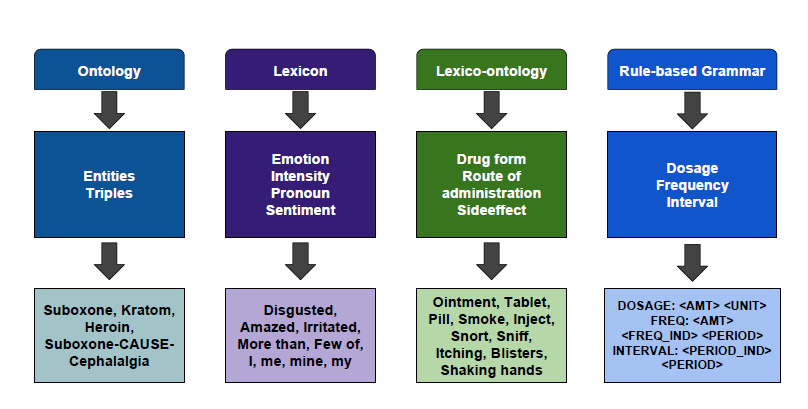 Ontology
Lexicon
Lexico-ontology
Rule-based Grammar
Entities
Triples
Emotion
Intensity
Pronoun
Sentiment
Drug form
Route of
administration
Sideeffect
Dosage
Frequency
Interval
Suboxone, Kratom,
Heroin,
Suboxone-CAUSE-
Cephalalgia
Disgusted,
Amazed, Irritated,
More than, Few of,
I, me, mine, my
Ointment, Tablet,
Pill, Smoke, Inject,
Snort, Sniff,
Itching, Blisters,
Shaking hands
DOSAGE: <AMT> <UNIT>
FREQ: <AMT>
<FREQ_IND> <PERIOD>
INTERVAL: <PERIOD_IND>
<PERIOD>